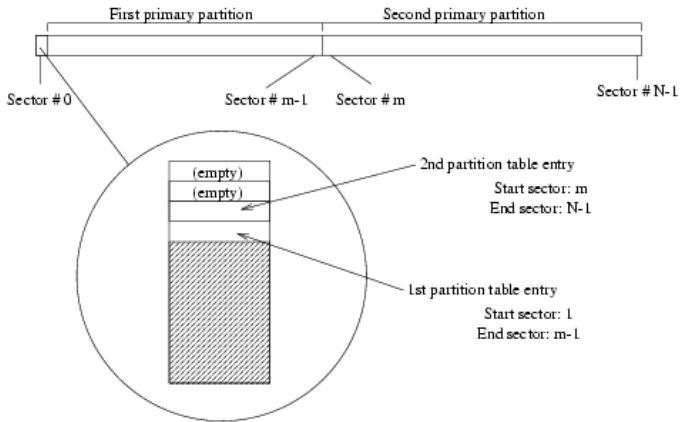 First primary partition
Second primary partition
Sector # 0
Sector # m-1
Sector # m
Sector # N-1
(empty)
(empty)
2nd partition table entry
Start sector: m
End sector: N-1
1st partition table entry
Start sector: 1
End sector: m-1